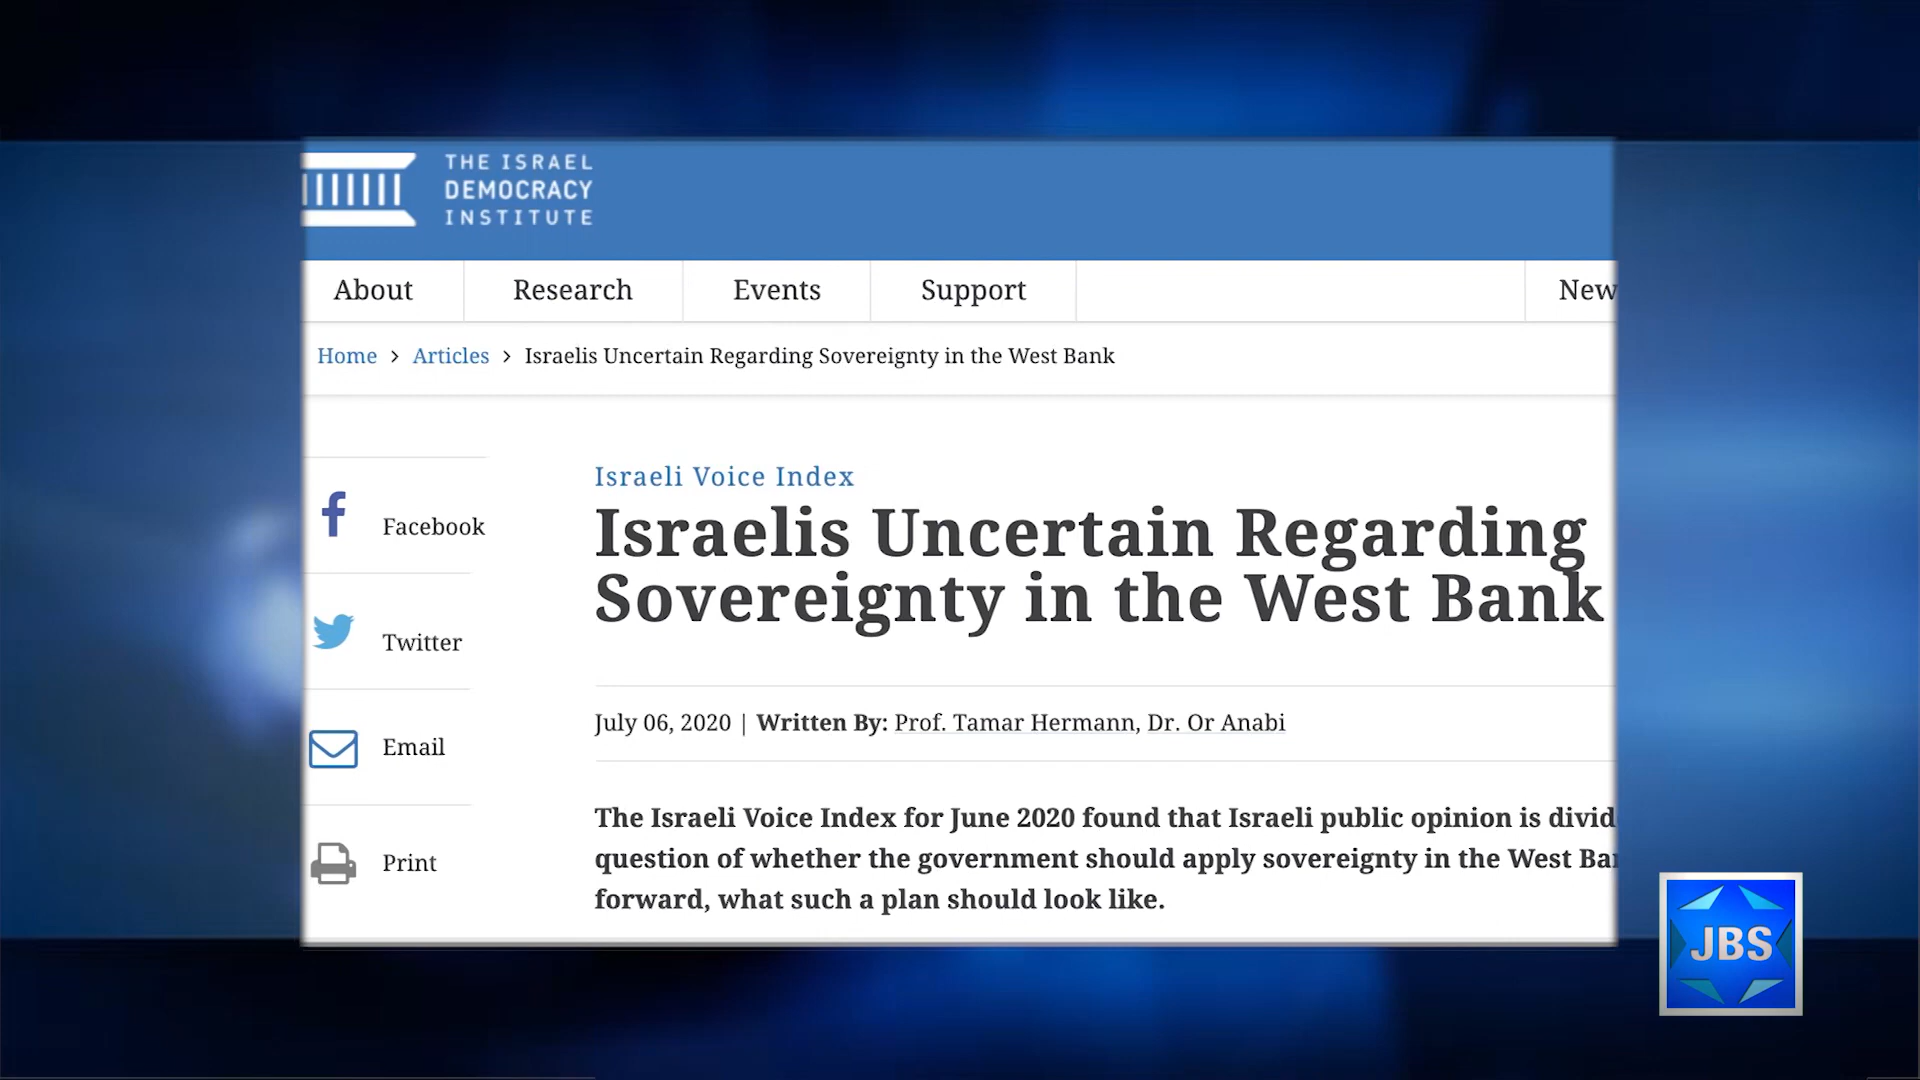 THE ISRAEL
DEMOCRACY
INSTITUTE
About
Research
Events
Support
New
Home > Articles > Israelis Uncertain Regarding Sovereignty in the West Bank
Facebook
Twitter
Email
Print
Israeli Voice Index
Israelis Uncertain Regarding
Sovereignty in the West Bank
July 06, 2020 | Written By: Prof. Tamar Hermann, Dr. Or Anabi
The Israeli Voice Index for June 2020 found that Israeli public opinion is divid
question of whether the government should apply sovereignty in the West Ba
forward, what such a plan should look like.
JBS